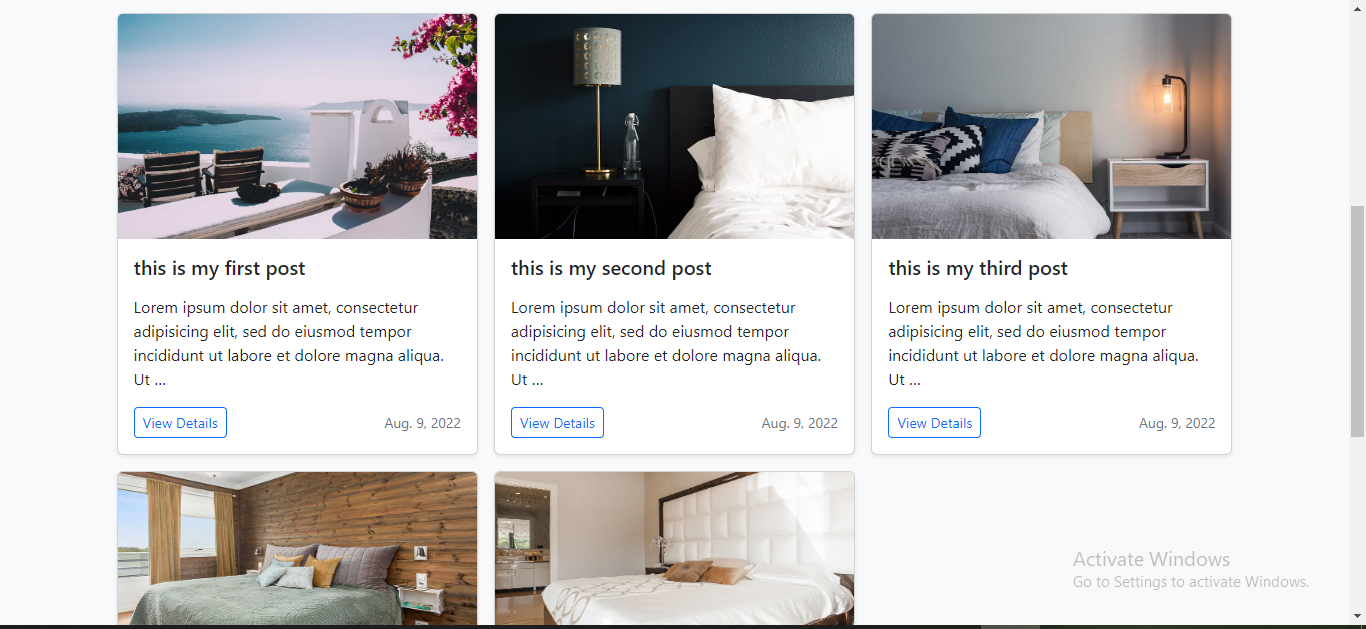 this is my first post
Lorem ipsum dolor sit amet, consectetur
adipisicing elit, sed do eiusmod tempor
incididunt ut labore et dolore magna aliqua.
Ut ...
View Details
Aug. 9, 2022
this is my second post
Lorem ipsum dolor sit amet, consectetur
adipisicing elit, sed do eiusmod tempor
incididunt ut labore et dolore magna aliqua.
Ut ...
View Details
Aug. 9, 2022
this is my third post
Lorem ipsum dolor sit amet, consectetur
adipisicing elit, sed do eiusmod tempor
incididunt ut labore et dolore magna aliqua.
Ut ...
View Details
Aug. 9, 2022
Activate Windows
Go to Settings to activate Windows.